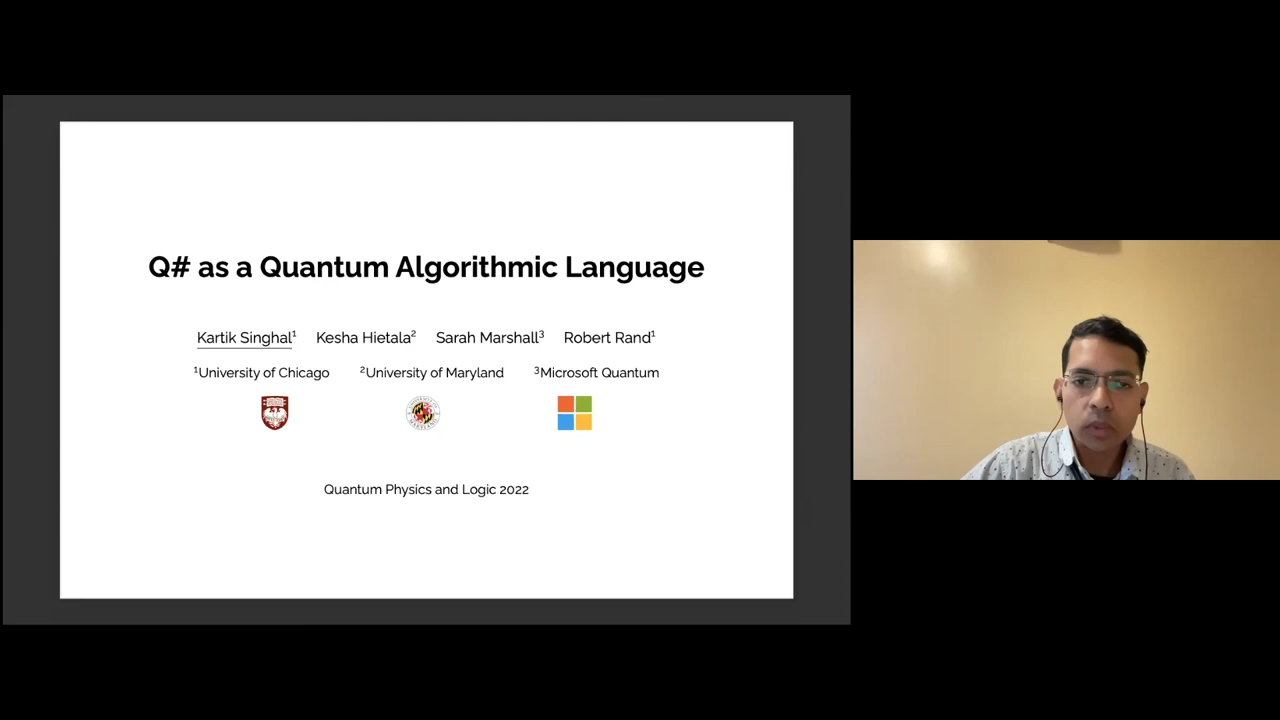 Q# as a Quantum Algorithmic Language
Kartik Singhal¹ Kesha Hietala² Sarah Marshall³ Robert Rand¹
¹University of Chicago ²University of Maryland ³Microsoft Quantum
Quantum Physics and Logic 2022